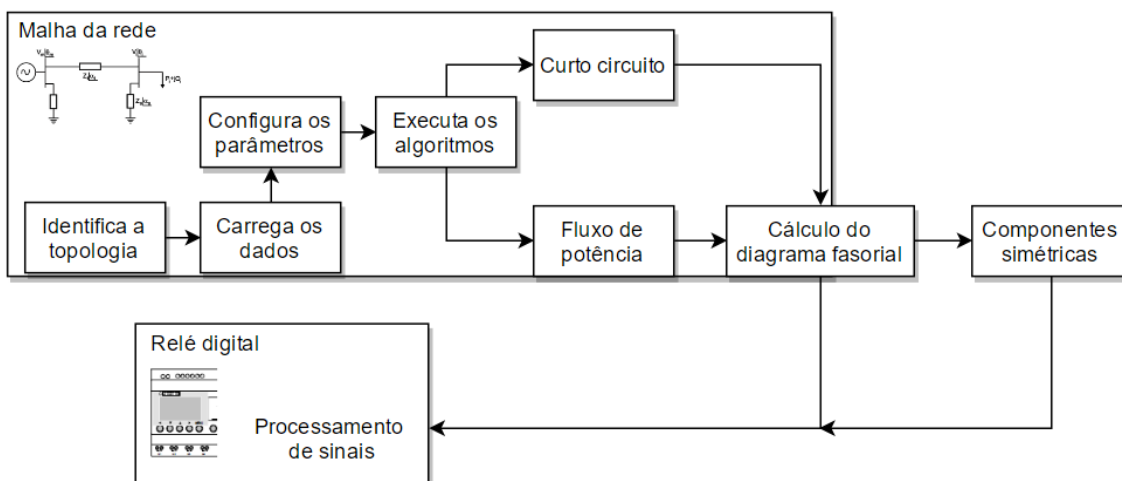 Malha da rede
Curto circuito
Configura os
parâmetros
Executa os
algoritmos
Identifica a
topologia
Carrega os
dados
Fluxo de
potência
Cálculo do
diagrama fasorial
Componentes
simétricas
Relé digital
Processamento
de sinais